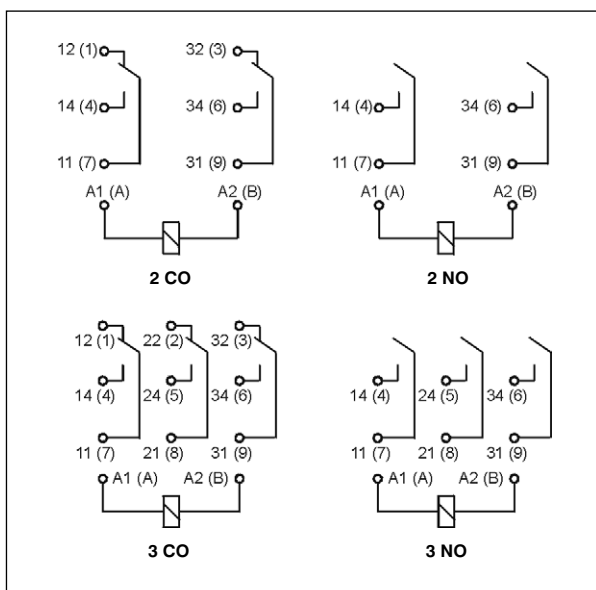 12 (1) 32 (3)
14 (4) 34 (6) 14 (4) 34 (6)
11 (7) 31 (9) 11 (7) 31 (9)
A1 (A) A2 (B) A1 (A) A2 (B)
2 CO 2 NO
12 (1) 22 (2) 32 (3)
14 (4) 24 (5) 34 (6) 14 (4) 24 (5) 34 (6)
11 (7) 21 (8) 31 (9) 11 (7) 21 (8) 31 (9)
A1 (A) A2 (B) A1 (A) A2 (B)
3 CO 3 NO